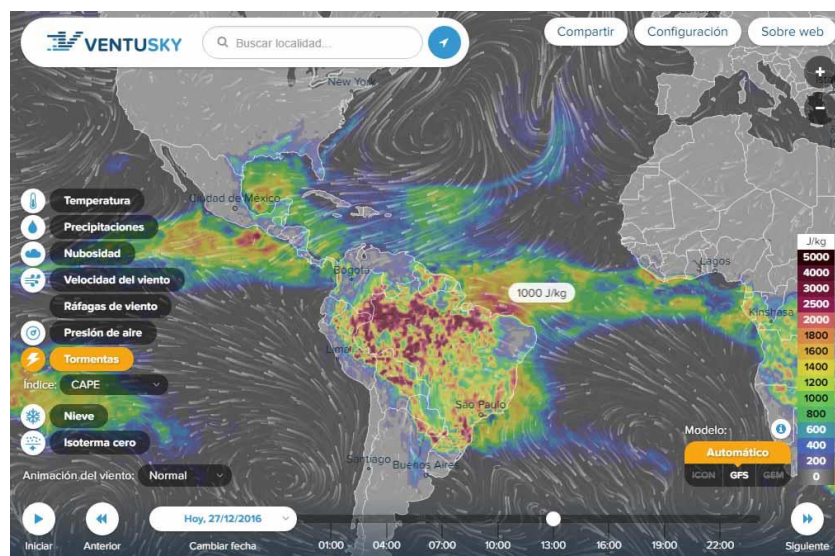 VENTUSKY
Buscar localidad...
Compartir
Configuración
Sobre web
+
−
New York
Ciudad de México
Bogota
Lima
São Paulo
Santiago
Buenos Aires
Lagos
Kinshasa
1000 J/kg
Temperatura
Precipitaciones
Nubosidad
Velocidad del viento
Ráfagas de viento
Presión de aire
Tormentas
Índice: CAPE
Nieve
Isoterma cero
Animación del viento: Normal
J/kg
5000
4000
3000
2500
2000
1800
1600
1400
1200
1000
800
600
400
200
0
Modelo:
Automático
ICON GFS GEM
Hoy, 27/12/2016
Iniciar
Anterior
Cambiar fecha
01:00 04:00 07:00 10:00 13:00 16:00 19:00 22:00
Siguiente